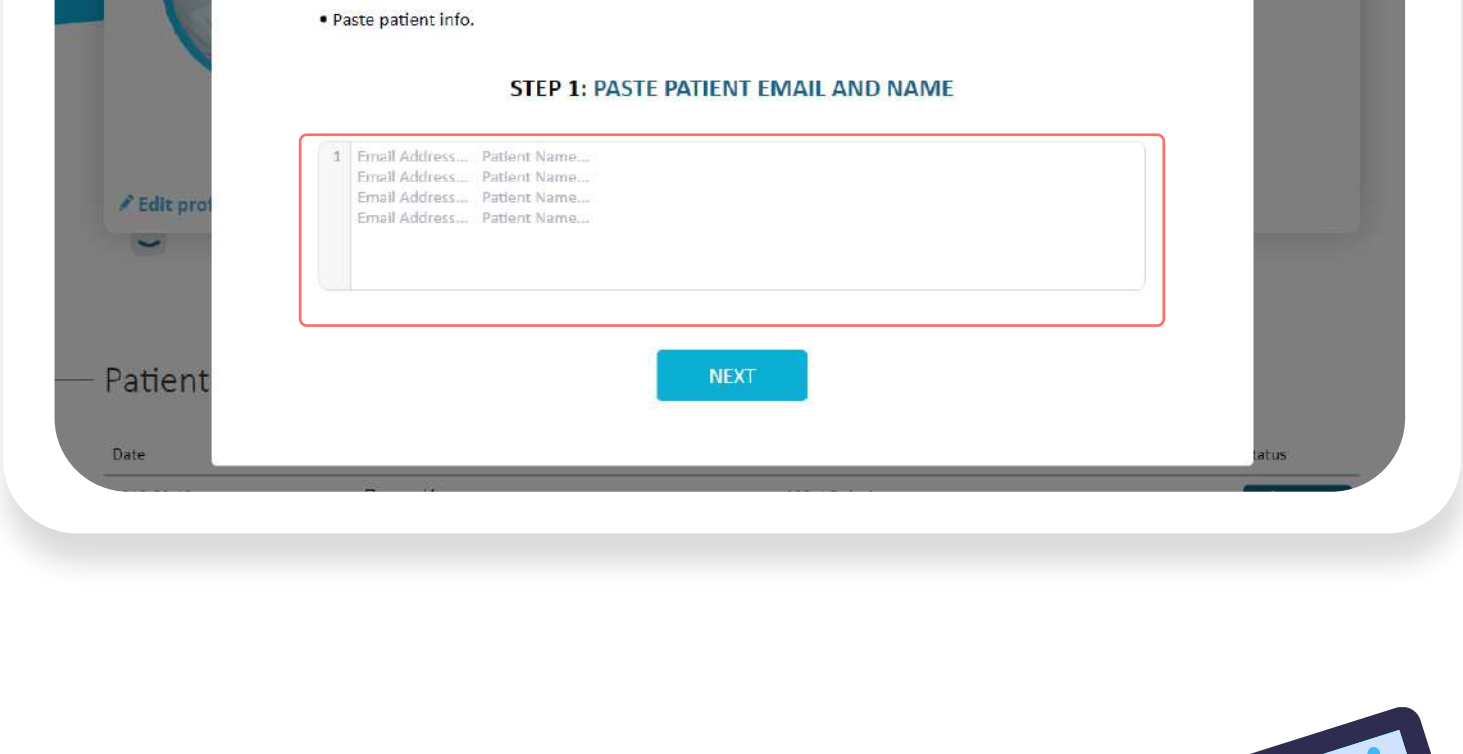 • Paste patient info.
STEP 1: PASTE PATIENT EMAIL AND NAME
1 Email Address... Patient Name...
Email Address... Patient Name...
Email Address... Patient Name...
Email Address... Patient Name...
Edit prof
NEXT
Patient
Date
tatus